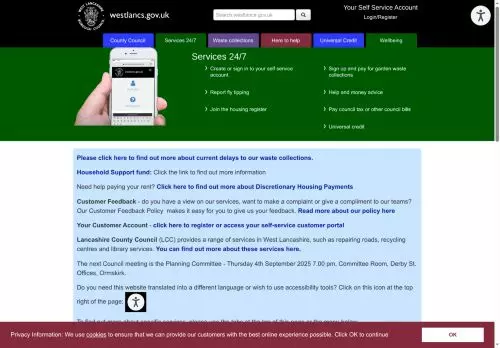 WEST LANCASHIRE BOROUGH COUNCIL
westlancs.gov.uk
Search westlancs.gov.uk
Your Self Service Account
Login/Register
County Council
Services 24/7
Waste collections
Here to help
Universal Credit
Wellbeing
Services 24/7
Create or sign in to your self service account
Sign up and pay for garden waste collections
Report fly tipping
Help and money advice
Join the housing register
Pay council tax or other council bills
Universal credit
Please click here to find out more about current delays to our waste collections.
Household Support fund: Click the link to find out more information
Need help paying your rent? Click here to find out more about Discretionary Housing Payments
Customer Feedback - do you have a view on our services, want to make a complaint or give a compliment to our teams?
Our Customer Feedback Policy makes it easy for you to give us your feedback. Read more about our policy here
Your Customer Account - click here to register or access your self-service customer portal
Lancashire County Council (LCC) provides a range of services in West Lancashire, such as repairing roads, recycling
centres and library services. You can find out more about these services here.
The next Council meeting is the Planning Committee - Thursday 4th September 2025 7.00 pm. Committee Room, Derby St.
Offices, Ormskirk.
Do you need this website translated into a different language or wish to use accessibility tools? Click on this icon at the top
right of the page:
Privacy Information: We use cookies to ensure that we can provide our customers with the best online experience possible. Click OK to continue
OK